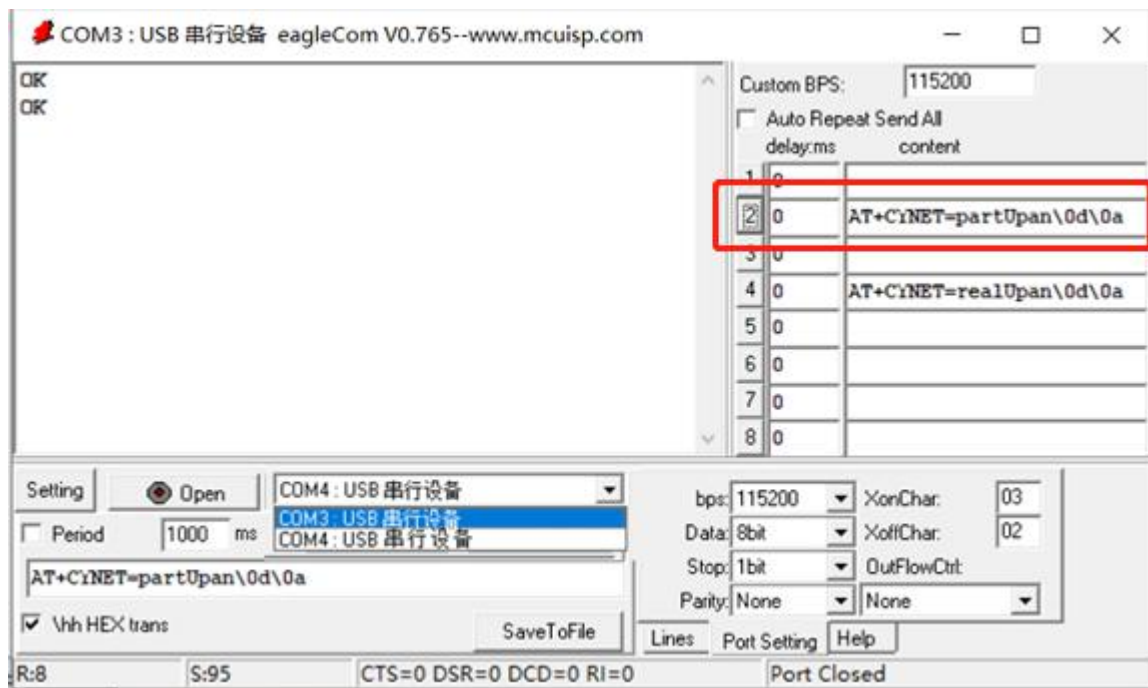 COM3 : USB 串行设备 eagleCom V0.765--www.mcuisp.com
OK
OK
Custom BPS: 115200
Auto Repeat Send All
delay:ms content
1 0
2 0 AT+CYNET=partUpan\0d\0a
3 0
4 0 AT+CYNET=realUpan\0d\0a
5 0
6 0
7 0
8 0
Setting Open COM4 : USB 串行设备
COM3 : USB 串行设备
COM4 : USB 串行设备
Period 1000 ms
AT+CYNET=partUpan\0d\0a
\hh HEX trans SaveToFile
bps: 115200 XonChar: 03
Data: 8bit XoffChar: 02
Stop: 1bit OutFlowCtrl:
Parity: None None
Lines Port Setting Help
R:8 S:95 CTS=0 DSR=0 DCD=0 RI=0 Port Closed